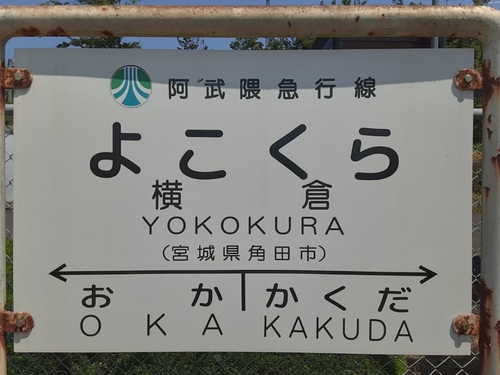 阿武隈急行線
よこくら
横倉
YOKOKURA
(宮城県角田市)
おか かくだ
OKA KAKUDA